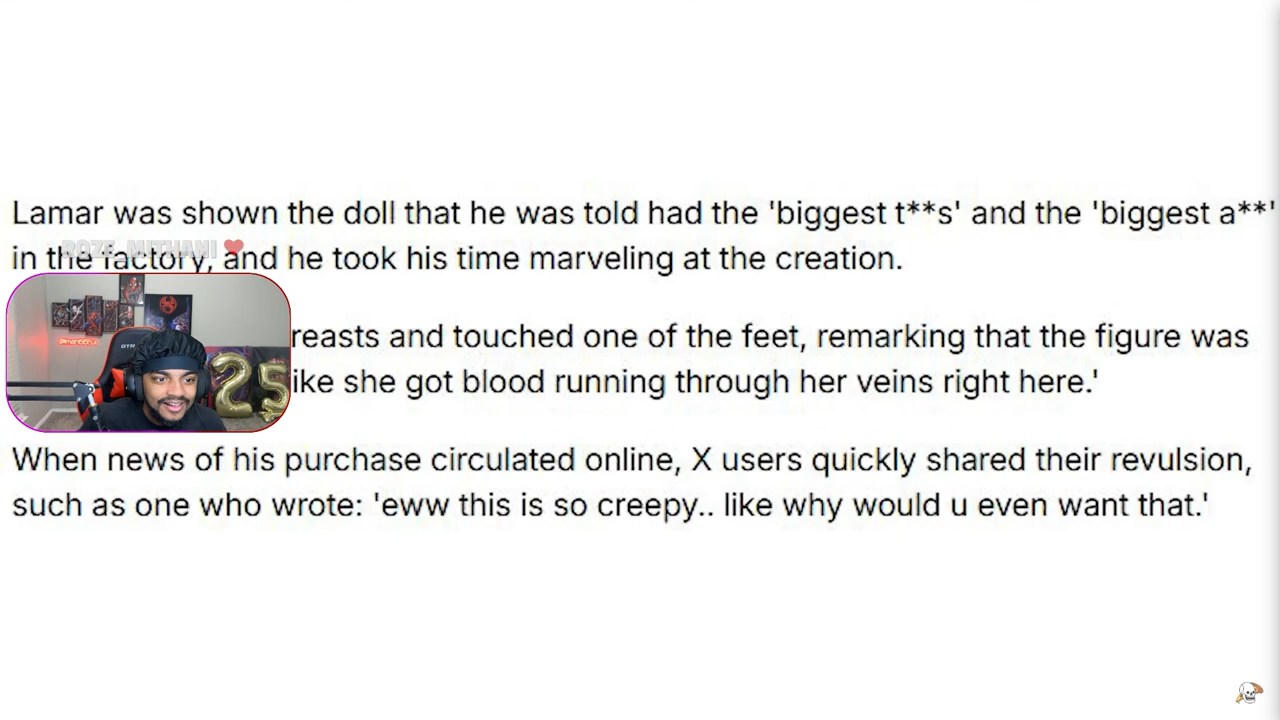 Lamar was shown the doll that he was told had the 'biggest t**s' and the 'biggest a**'
in the factory, and he took his time marveling at the creation.
ROZE_MITHANI
reasts and touched one of the feet, remarking that the figure was
ike she got blood running through her veins right here.'
25
When news of his purchase circulated online, X users quickly shared their revulsion,
such as one who wrote: 'eww this is so creepy.. like why would u even want that.'